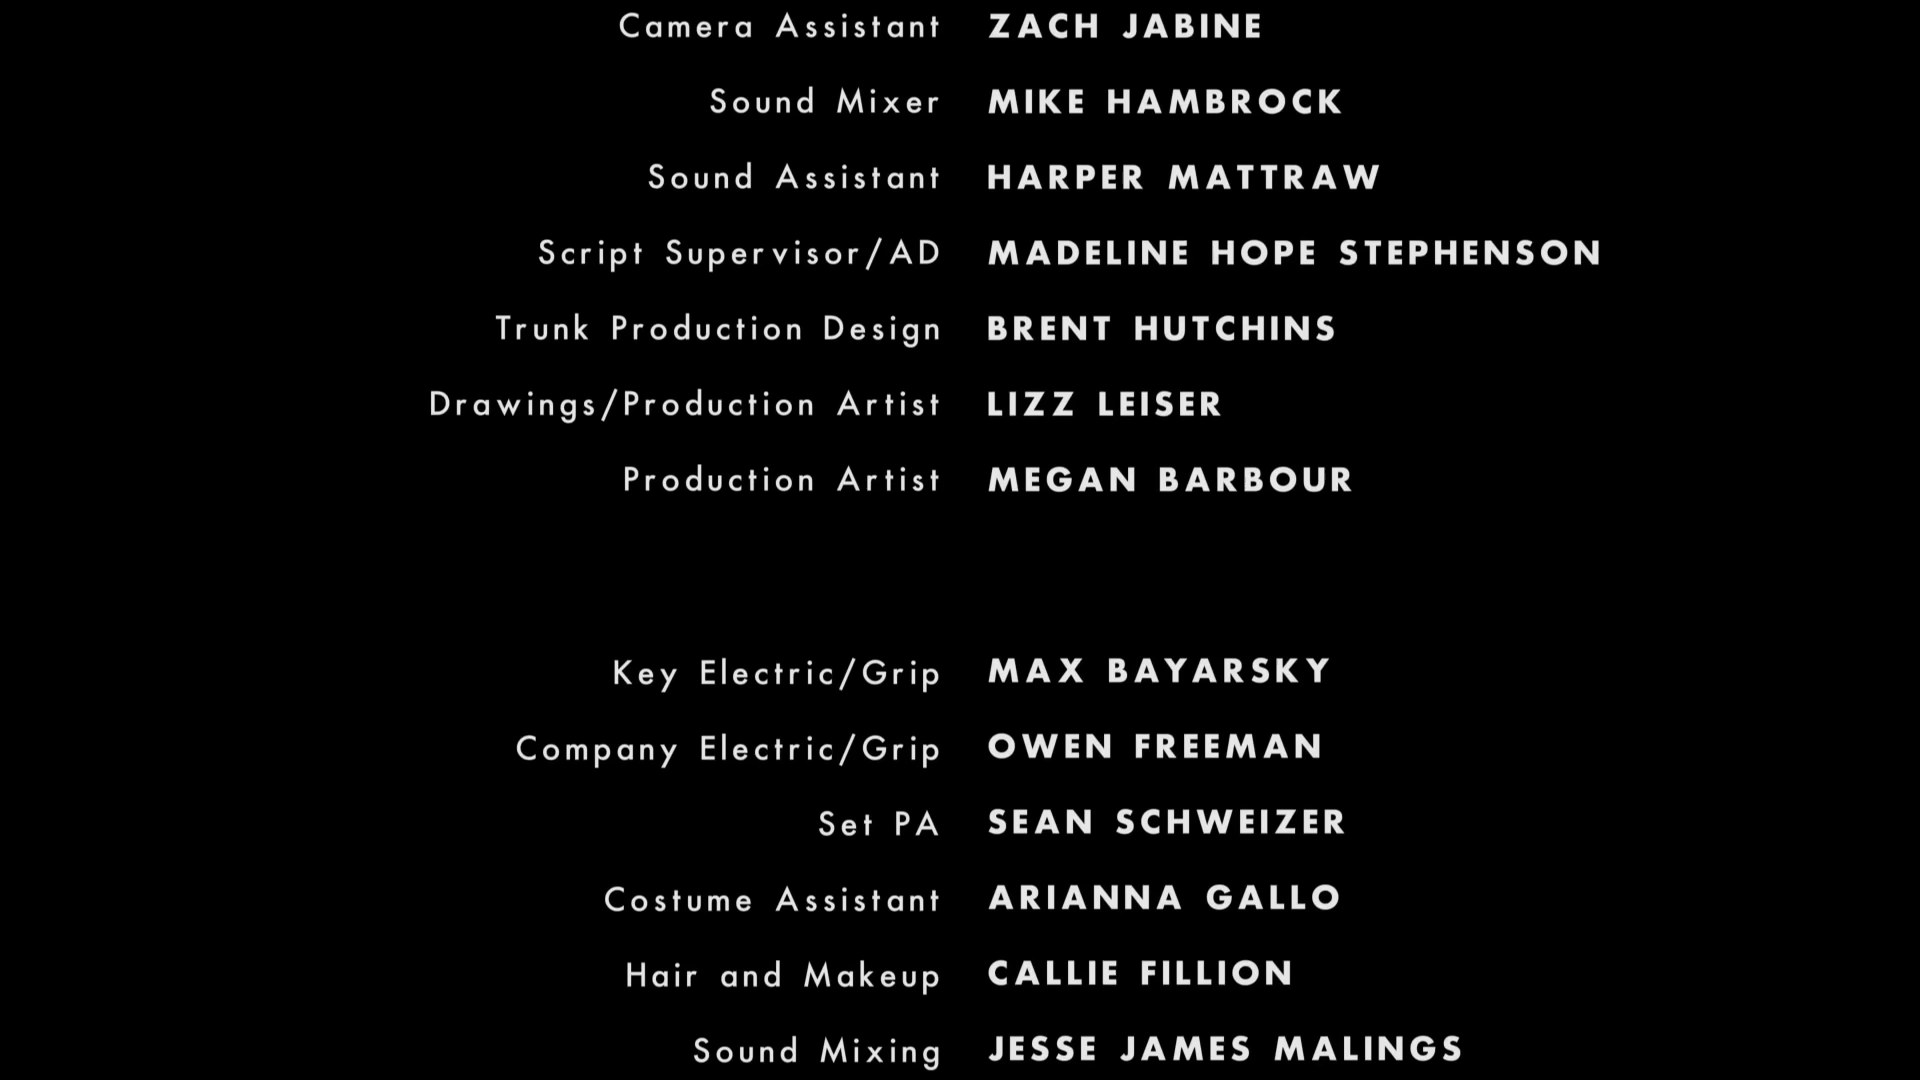 Camera Assistant ZACH JABINE
Sound Mixer MIKE HAMBROCK
Sound Assistant HARPER MATTRAW
Script Supervisor/AD MADELINE HOPE STEPHENSON
Trunk Production Design BRENT HUTCHINS
Drawings/Production Artist LIZZ LEISER
Production Artist MEGAN BARBOUR
Key Electric/Grip MAX BAYARSKY
Company Electric/Grip OWEN FREEMAN
Set PA SEAN SCHWEIZER
Costume Assistant ARIANNA GALLO
Hair and Makeup CALLIE FILLION
Sound Mixing JESSE JAMES MALINGS